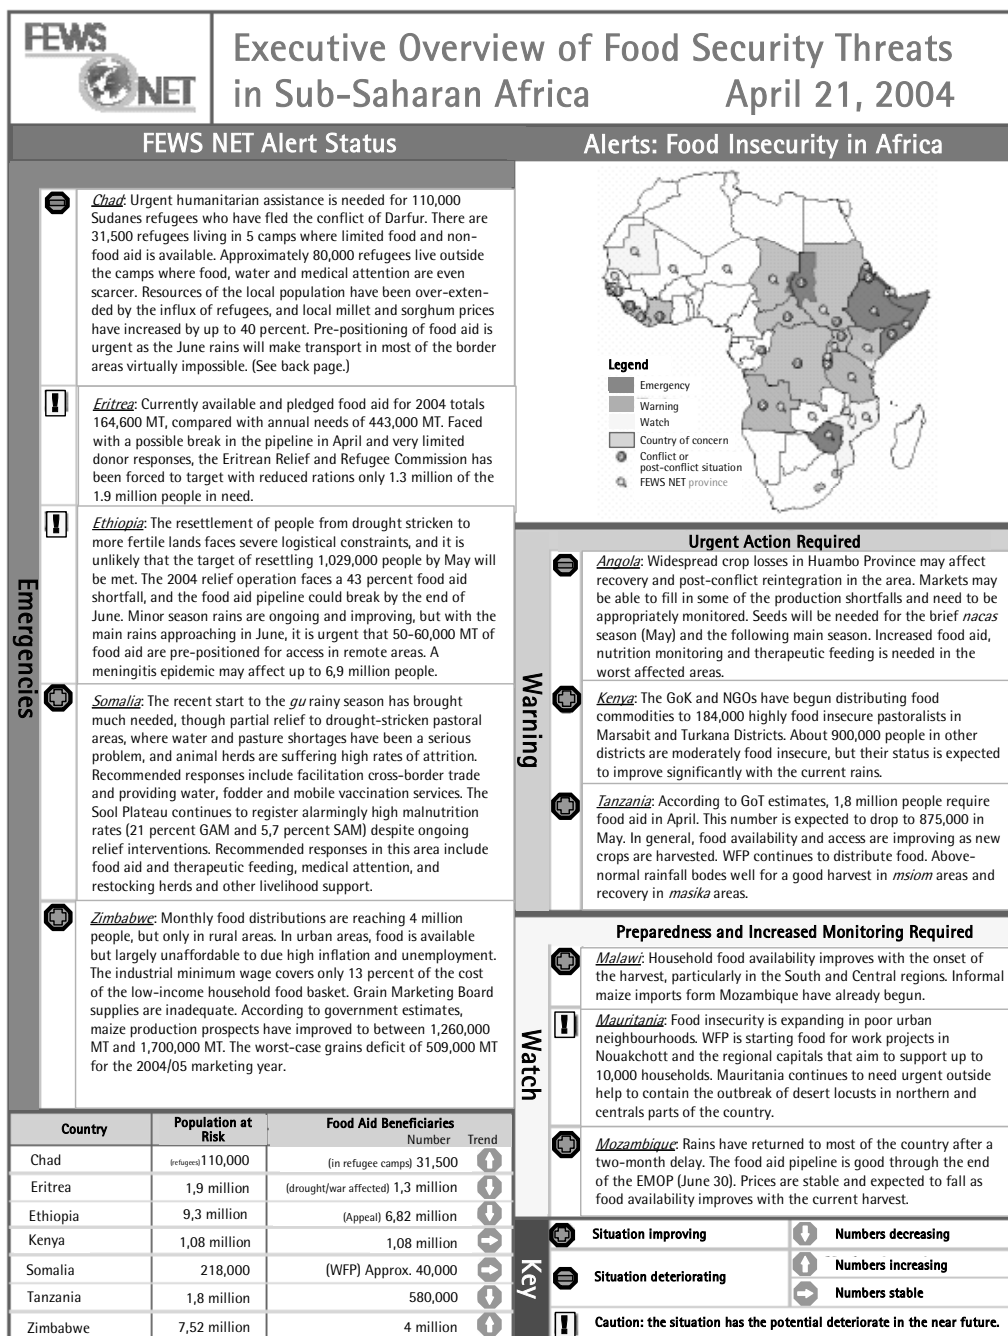 FEWS
NET
Executive Overview of Food Security Threats
in Sub-Saharan Africa April 21, 2004
FEWS NET Alert Status
Emergencies
Chad: Urgent humanitarian assistance is needed for 110,000
Sudanes refugees who have fled the conflict of Darfur. There are
31,500 refugees living in 5 camps where limited food and non-
food aid is available. Approximately 80,000 refugees live outside
the camps where food, water and medical attention are even
scarcer. Resources of the local population have been over-exten-
ded by the influx of refugees, and local millet and sorghum prices
have increased by up to 40 percent. Pre-positioning of food aid is
urgent as the June rains will make transport in most of the border
areas virtually impossible. (See back page.)
Eritrea: Currently available and pledged food aid for 2004 totals
164,600 MT, compared with annual needs of 443,000 MT. Faced
with a possible break in the pipeline in April and very limited
donor responses, the Eritrean Relief and Refugee Commission has
been forced to target with reduced rations only 1.3 million of the
1.9 million people in need.
Ethiopia: The resettlement of people from drought stricken to
more fertile lands faces severe logistical constraints, and it is
unlikely that the target of resettling 1,029,000 people by May will
be met. The 2004 relief operation faces a 43 percent food aid
shortfall, and the food aid pipeline could break by the end of
June. Minor season rains are ongoing and improving, but with the
main rains approaching in June, it is urgent that 50-60,000 MT of
food aid are pre-positioned for access in remote areas. A
meningitis epidemic may affect up to 6,9 million people.
Somalia: The recent start to the gu rainy season has brought
much needed, though partial relief to drought-stricken pastoral
areas, where water and pasture shortages have been a serious
problem, and animal herds are suffering high rates of attrition.
Recommended responses include facilitation cross-border trade
and providing water, fodder and mobile vaccination services. The
Sool Plateau continues to register alarmingly high malnutrition
rates (21 percent GAM and 5,7 percent SAM) despite ongoing
relief interventions. Recommended responses in this area include
food aid and therapeutic feeding, medical attention, and
restocking herds and other livelihood support.
Zimbabwe: Monthly food distributions are reaching 4 million
people, but only in rural areas. In urban areas, food is available
but largely unaffordable to due high inflation and unemployment.
The industrial minimum wage covers only 13 percent of the cost
of the low-income household food basket. Grain Marketing Board
supplies are inadequate. According to government estimates,
maize production prospects have improved to between 1,260,000
MT and 1,700,000 MT. The worst-case grains deficit of 509,000 MT
for the 2004/05 marketing year.
Country Population at Risk Food Aid Beneficiaries
Number Trend
Chad (refugees)110,000 (in refugee camps) 31,500
Eritrea 1,9 million (drought/war affected) 1,3 million
Ethiopia 9,3 million (Appeal) 6,82 million
Kenya 1,08 million 1,08 million
Somalia 218,000 (WFP) Approx. 40,000
Tanzania 1,8 million 580,000
Zimbabwe 7,52 million 4 million
Alerts: Food Insecurity in Africa
Legend
Emergency
Warning
Watch
Country of concern
Conflict or
post-conflict situation
FEWS NET province
Warning
Urgent Action Required
Angola: Widespread crop losses in Huambo Province may affect
recovery and post-conflict reintegration in the area. Markets may
be able to fill in some of the production shortfalls and need to be
appropriately monitored. Seeds will be needed for the brief nacas
season (May) and the following main season. Increased food aid,
nutrition monitoring and therapeutic feeding is needed in the
worst affected areas.
Kenya: The GoK and NGOs have begun distributing food
commodities to 184,000 highly food insecure pastoralists in
Marsabit and Turkana Districts. About 900,000 people in other
districts are moderately food insecure, but their status is expected
to improve significantly with the current rains.
Tanzania: According to GoT estimates, 1,8 million people require
food aid in April. This number is expected to drop to 875,000 in
May. In general, food availability and access are improving as new
crops are harvested. WFP continues to distribute food. Above-
normal rainfall bodes well for a good harvest in msiom areas and
recovery in masika areas.
Watch
Preparedness and Increased Monitoring Required
Malawi: Household food availability improves with the onset of
the harvest, particularly in the South and Central regions. Informal
maize imports form Mozambique have already begun.
Mauritania: Food insecurity is expanding in poor urban
neighbourhoods. WFP is starting food for work projects in
Nouakchott and the regional capitals that aim to support up to
10,000 households. Mauritania continues to need urgent outside
help to contain the outbreak of desert locusts in northern and
centrals parts of the country.
Mozambique: Rains have returned to most of the country after a
two-month delay. The food aid pipeline is good through the end
of the EMOP (June 30). Prices are stable and expected to fall as
food availability improves with the current harvest.
Key
Situation improving Numbers decreasing
Situation deteriorating Numbers increasing
Numbers stable
Caution: the situation has the potential deteriorate in the near future.